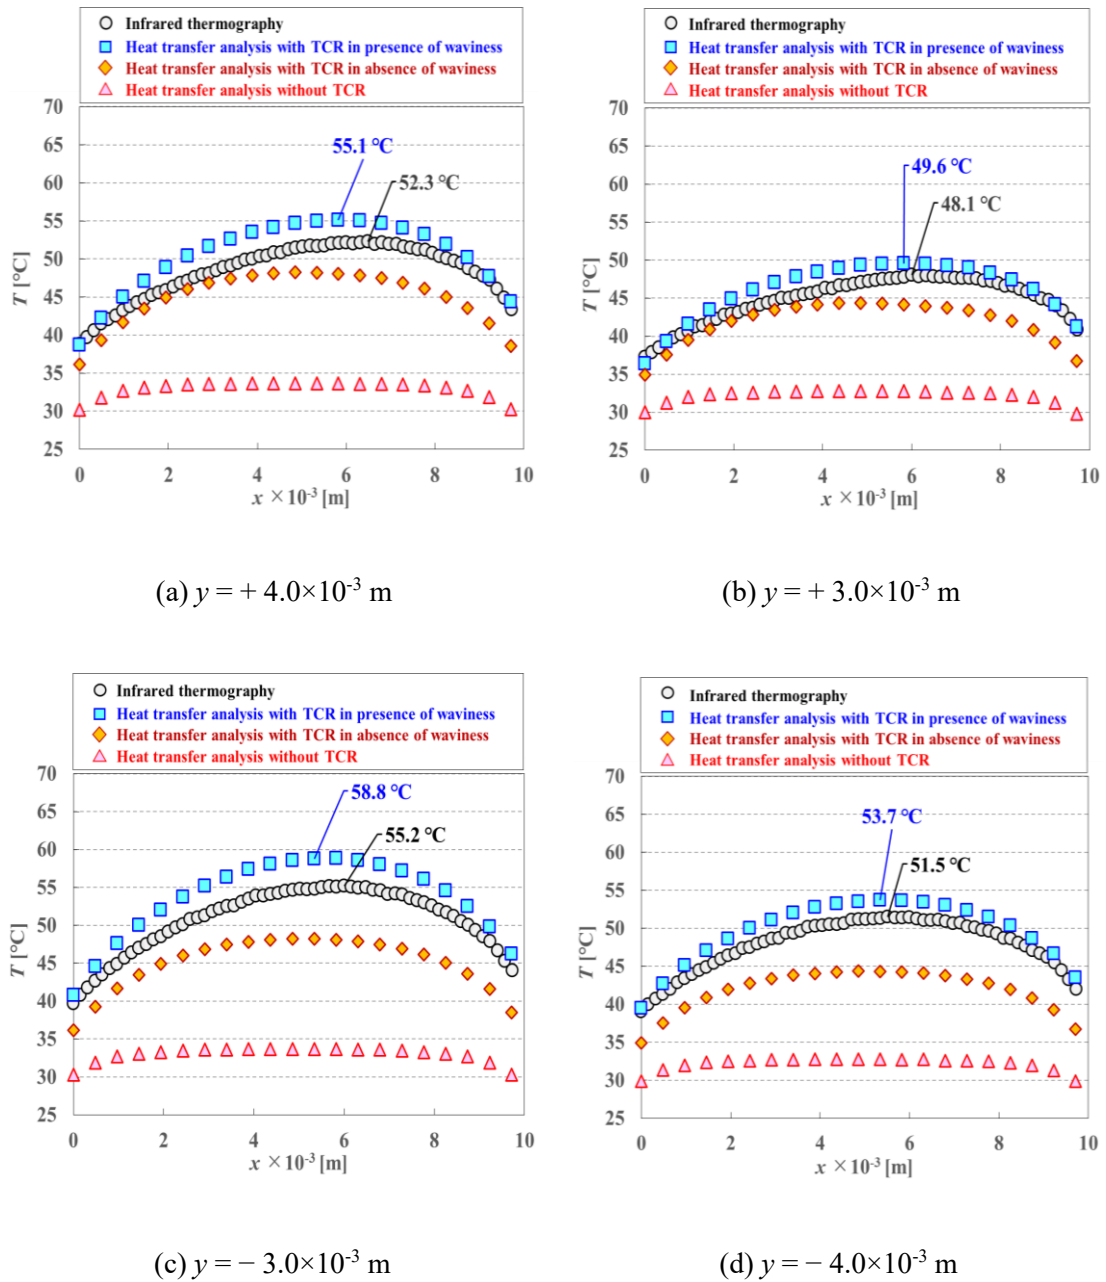 Infrared thermography
Heat transfer analysis with TCR in presence of waviness
Heat transfer analysis with TCR in absence of waviness
Heat transfer analysis without TCR
70
65
60
55
50
45
40
35
30
25
T [°C]
55.1 °C
52.3 °C
0 2 4 6 8 10
x ×10-3 [m]
(a) y = + 4.0×10-3 m
Infrared thermography
Heat transfer analysis with TCR in presence of waviness
Heat transfer analysis with TCR in absence of waviness
Heat transfer analysis without TCR
70
65
60
55
50
45
40
35
30
25
T [°C]
49.6 °C
48.1 °C
0 2 4 6 8 10
x ×10-3 [m]
(b) y = + 3.0×10-3 m
Infrared thermography
Heat transfer analysis with TCR in presence of waviness
Heat transfer analysis with TCR in absence of waviness
Heat transfer analysis without TCR
70
65
60
55
50
45
40
35
30
25
T [°C]
58.8 °C
55.2 °C
0 2 4 6 8 10
x ×10-3 [m]
(c) y = − 3.0×10-3 m
Infrared thermography
Heat transfer analysis with TCR in presence of waviness
Heat transfer analysis with TCR in absence of waviness
Heat transfer analysis without TCR
70
65
60
55
50
45
40
35
30
25
T [°C]
53.7 °C
51.5 °C
0 2 4 6 8 10
x ×10-3 [m]
(d) y = − 4.0×10-3 m